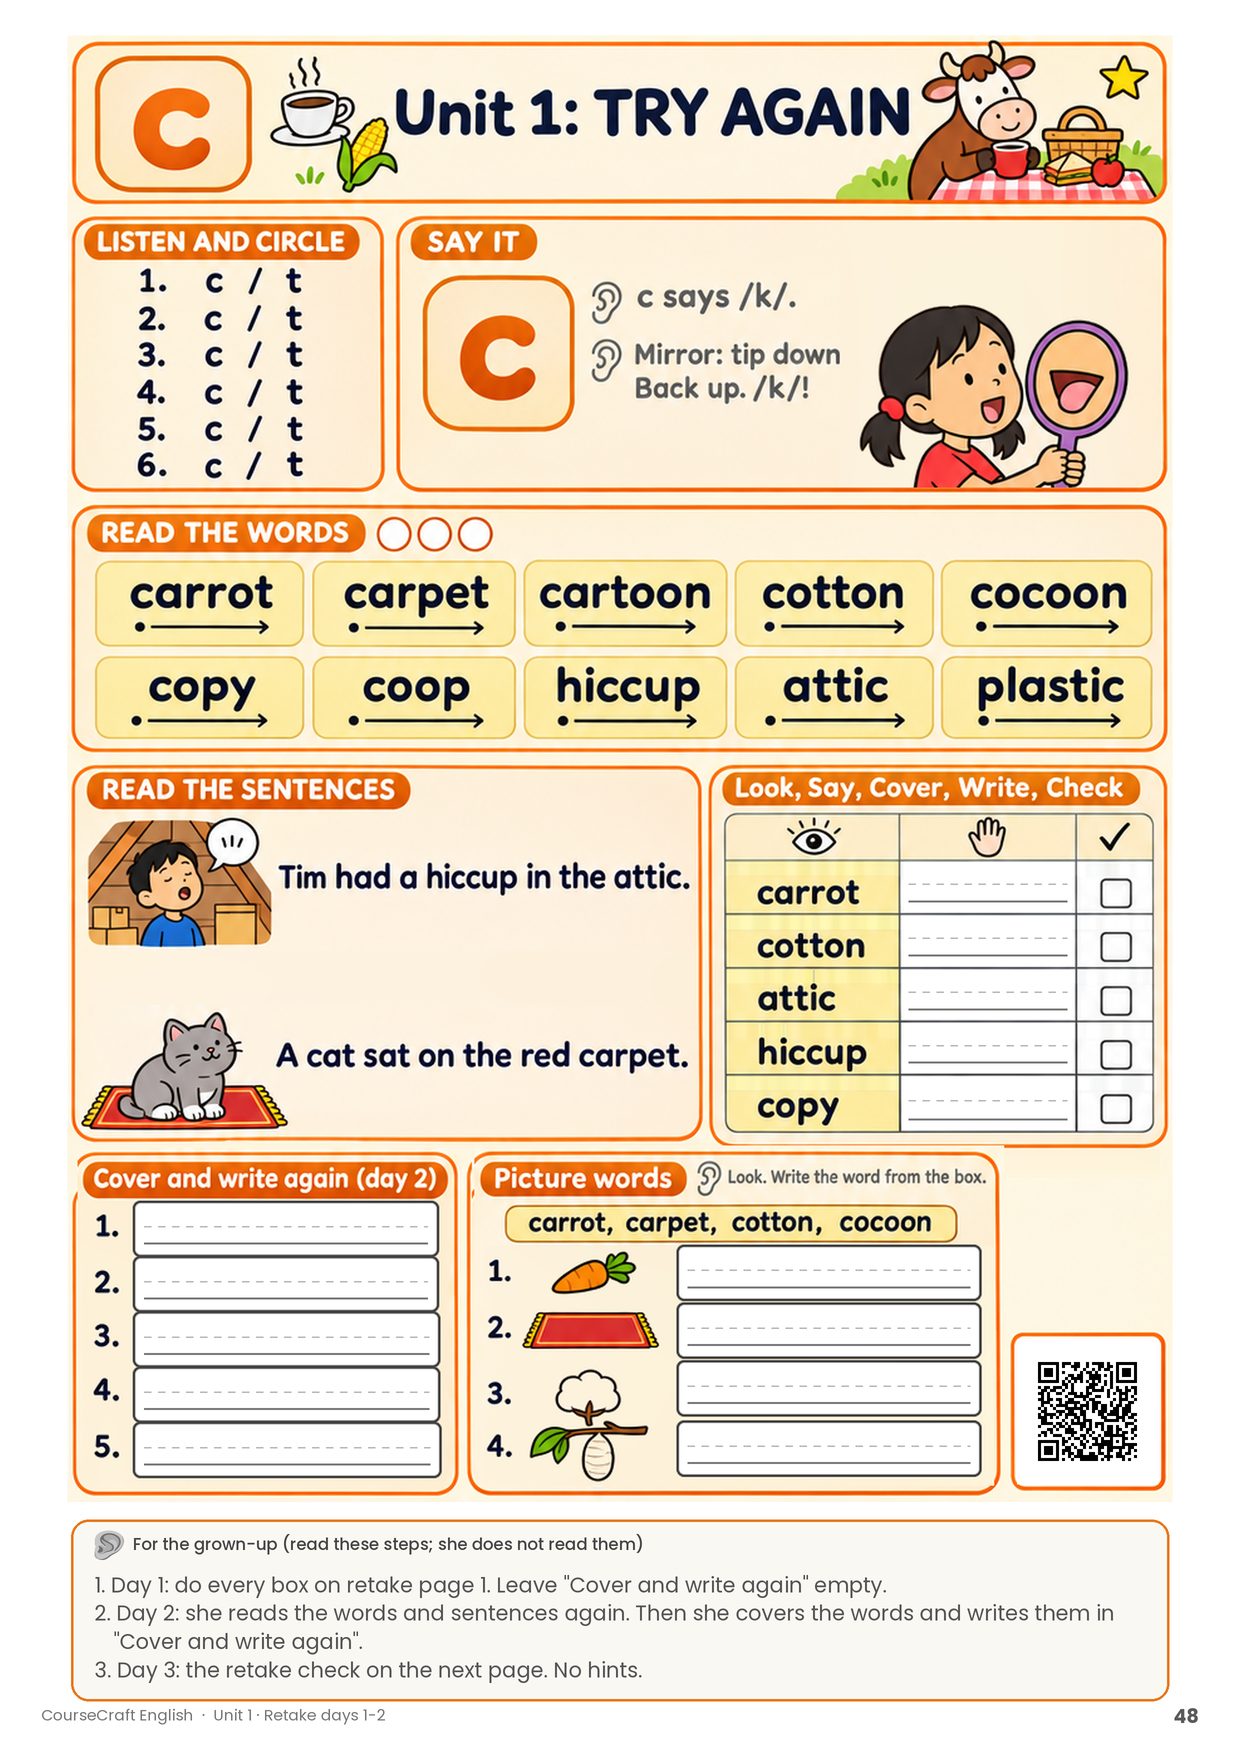 c
Unit 1: TRY AGAIN
LISTEN AND CIRCLE
1. c / t
2. c / t
3. c / t
4. c / t
5. c / t
6. c / t
SAY IT
c
c says /k/.
Mirror: tip down
Back up. /k/!
READ THE WORDS
carrot carpet cartoon cotton cocoon
copy coop hiccup attic plastic
READ THE SENTENCES
Tim had a hiccup in the attic.
A cat sat on the red carpet.
Look, Say, Cover, Write, Check
carrot
cotton
attic
hiccup
copy
Cover and write again (day 2)
1.
2.
3.
4.
5.
Picture words Look. Write the word from the box.
carrot, carpet, cotton, cocoon
1.
2.
3.
4.
For the grown-up (read these steps; she does not read them)
1. Day 1: do every box on retake page 1. Leave "Cover and write again" empty.
2. Day 2: she reads the words and sentences again. Then she covers the words and writes them in
"Cover and write again".
3. Day 3: the retake check on the next page. No hints.
CourseCraft English · Unit 1 · Retake days 1-2
48